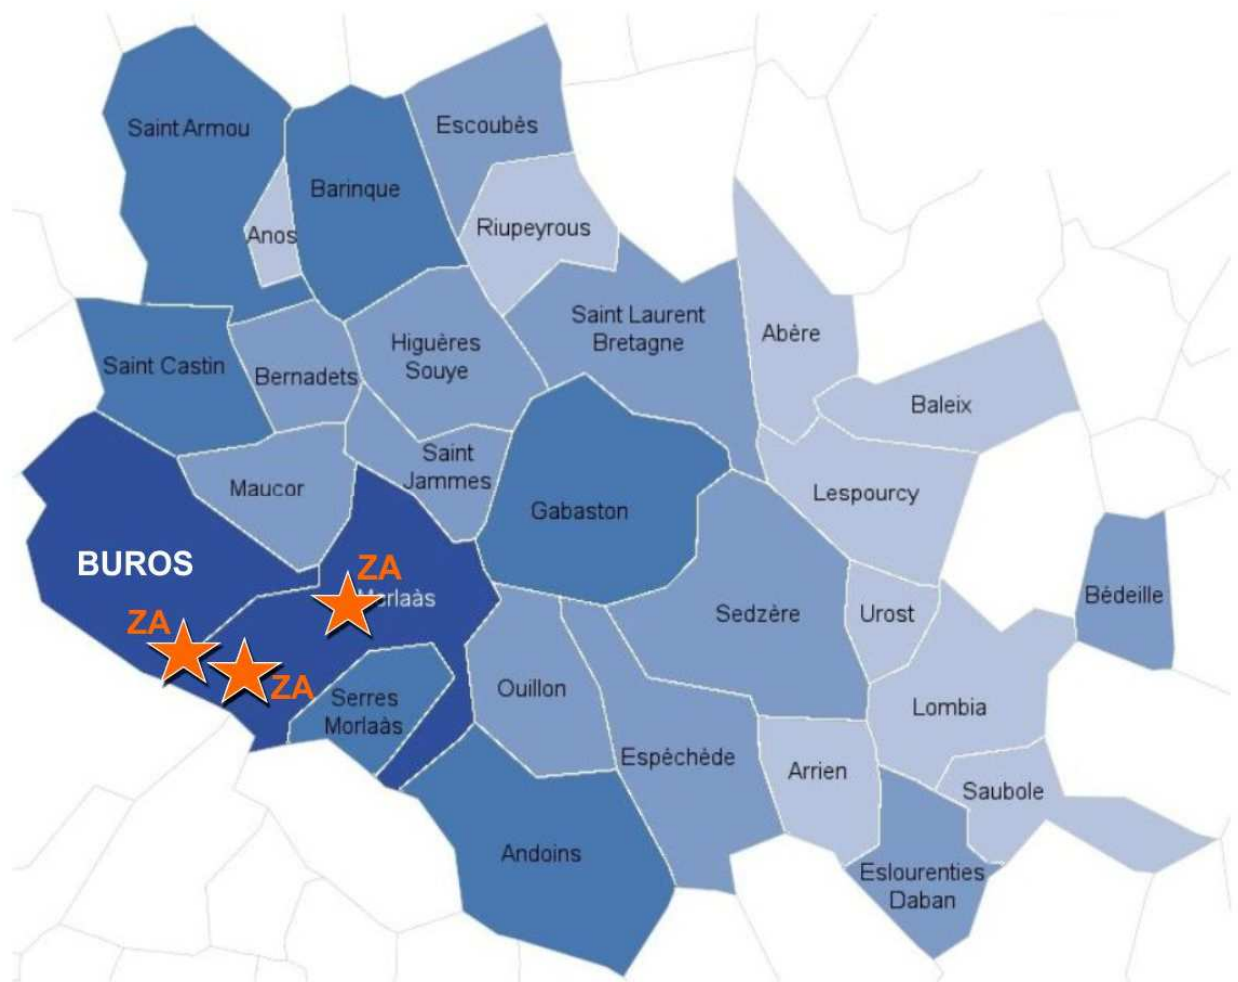 Saint Armou
Escoubès
Barinque
Anos
Riupeyrous
Saint Laurent
Bretagne
Abère
Higuères
Souye
Saint Castin
Bernadets
Baleix
Saint
Jammes
Maucor
Lespourcy
Gabaston
BUROS
ZA
Morlaàs
Bédeille
Sedzère
Urost
ZA
ZA
Ouillon
Serres
Morlaàs
Lombia
Espéchède
Arrien
Saubole
Andoins
Eslourenties
Daban